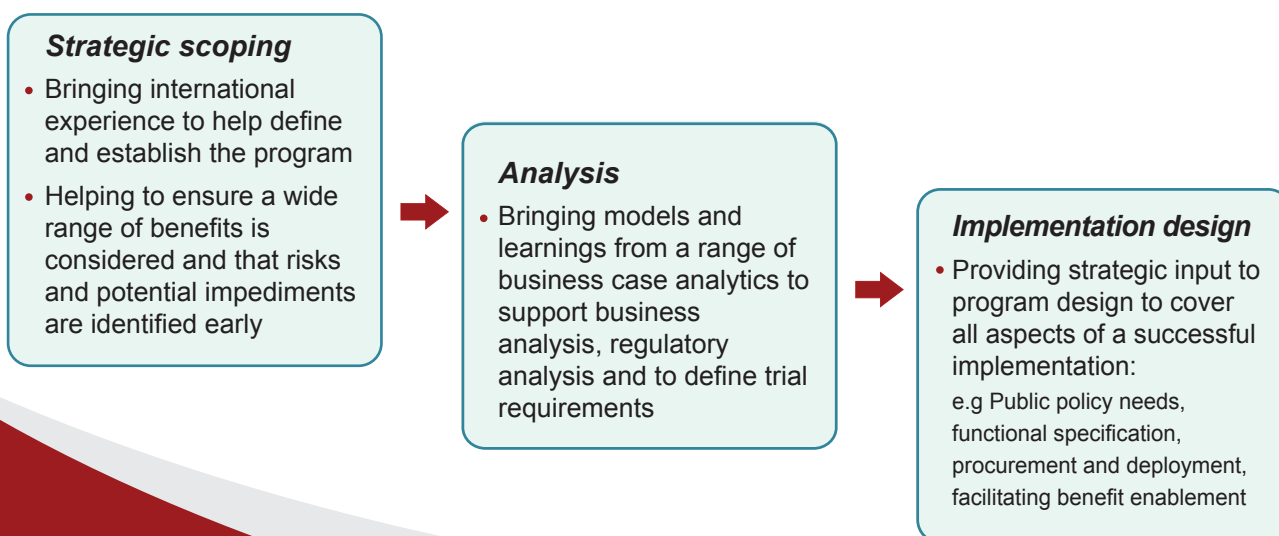 Strategic scoping
• Bringing international
experience to help define
and establish the program
• Helping to ensure a wide
range of benefits is
considered and that risks
and potential impediments
are identified early
Analysis
• Bringing models and
learnings from a range of
business case analytics to
support business
analysis, regulatory
analysis and to define trial
requirements
Implementation design
• Providing strategic input to
program design to cover
all aspects of a successful
implementation:
e.g Public policy needs,
functional specification,
procurement and deployment,
facilitating benefit enablement